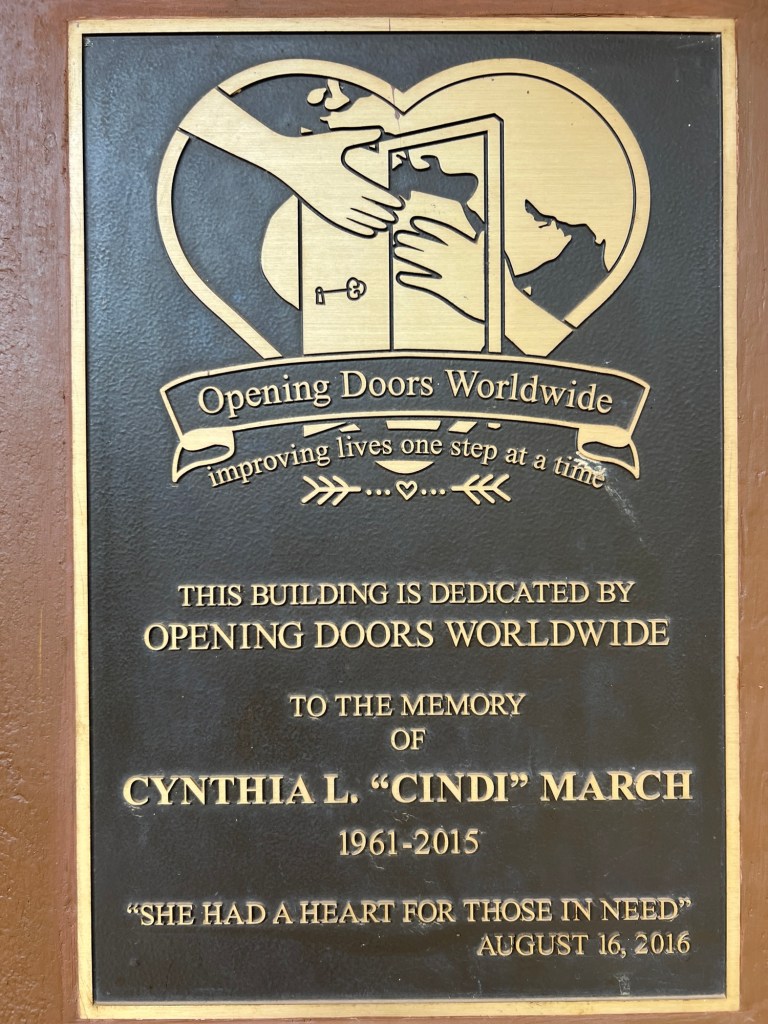 Opening Doors Worldwide
improving lives one step at a time
THIS BUILDING IS DEDICATED BY
OPENING DOORS WORLDWIDE
TO THE MEMORY
OF
CYNTHIA L. “CINDI” MARCH
1961-2015
“SHE HAD A HEART FOR THOSE IN NEED”
AUGUST 16, 2016